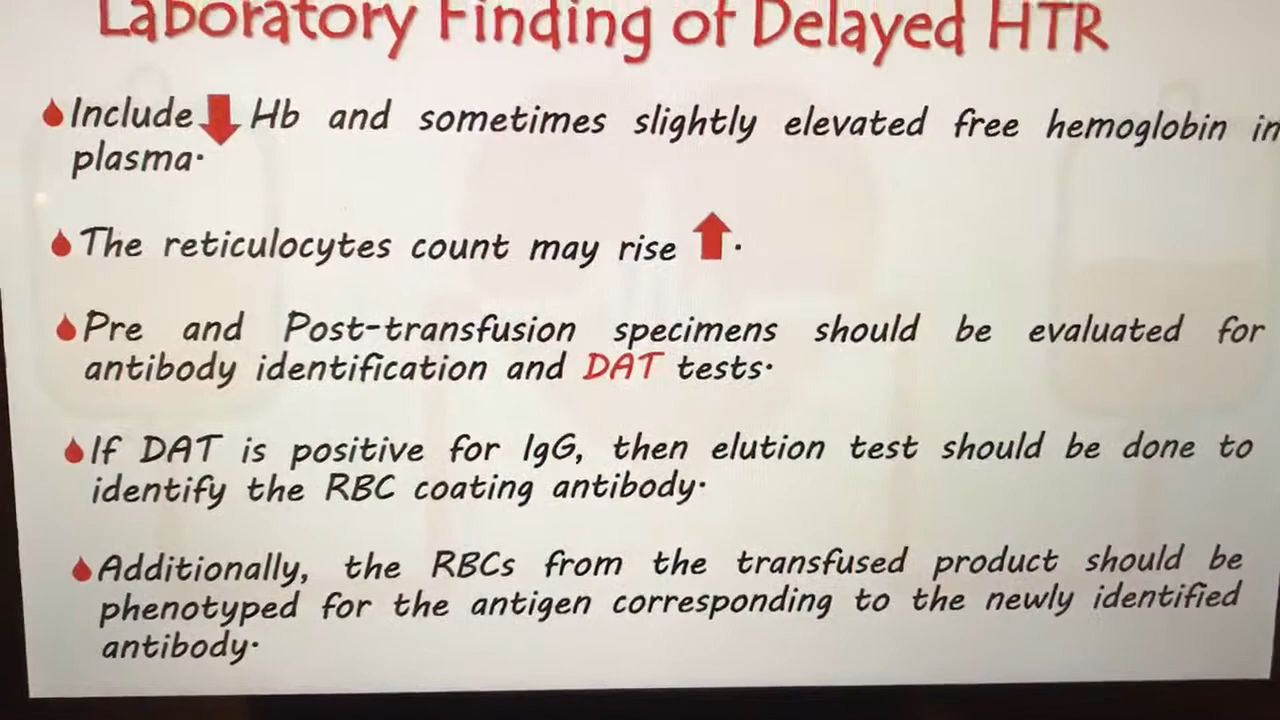 Laboratory Finding of Delayed HTR
Include Hb and sometimes slightly elevated free hemoglobin in
plasma.
The reticulocytes count may rise .
Pre and Post-transfusion specimens should be evaluated for
antibody identification and DAT tests.
If DAT is positive for IgG, then elution test should be done to
identify the RBC coating antibody.
Additionally, the RBCs from the transfused product should be
phenotyped for the antigen corresponding to the newly identified
antibody.